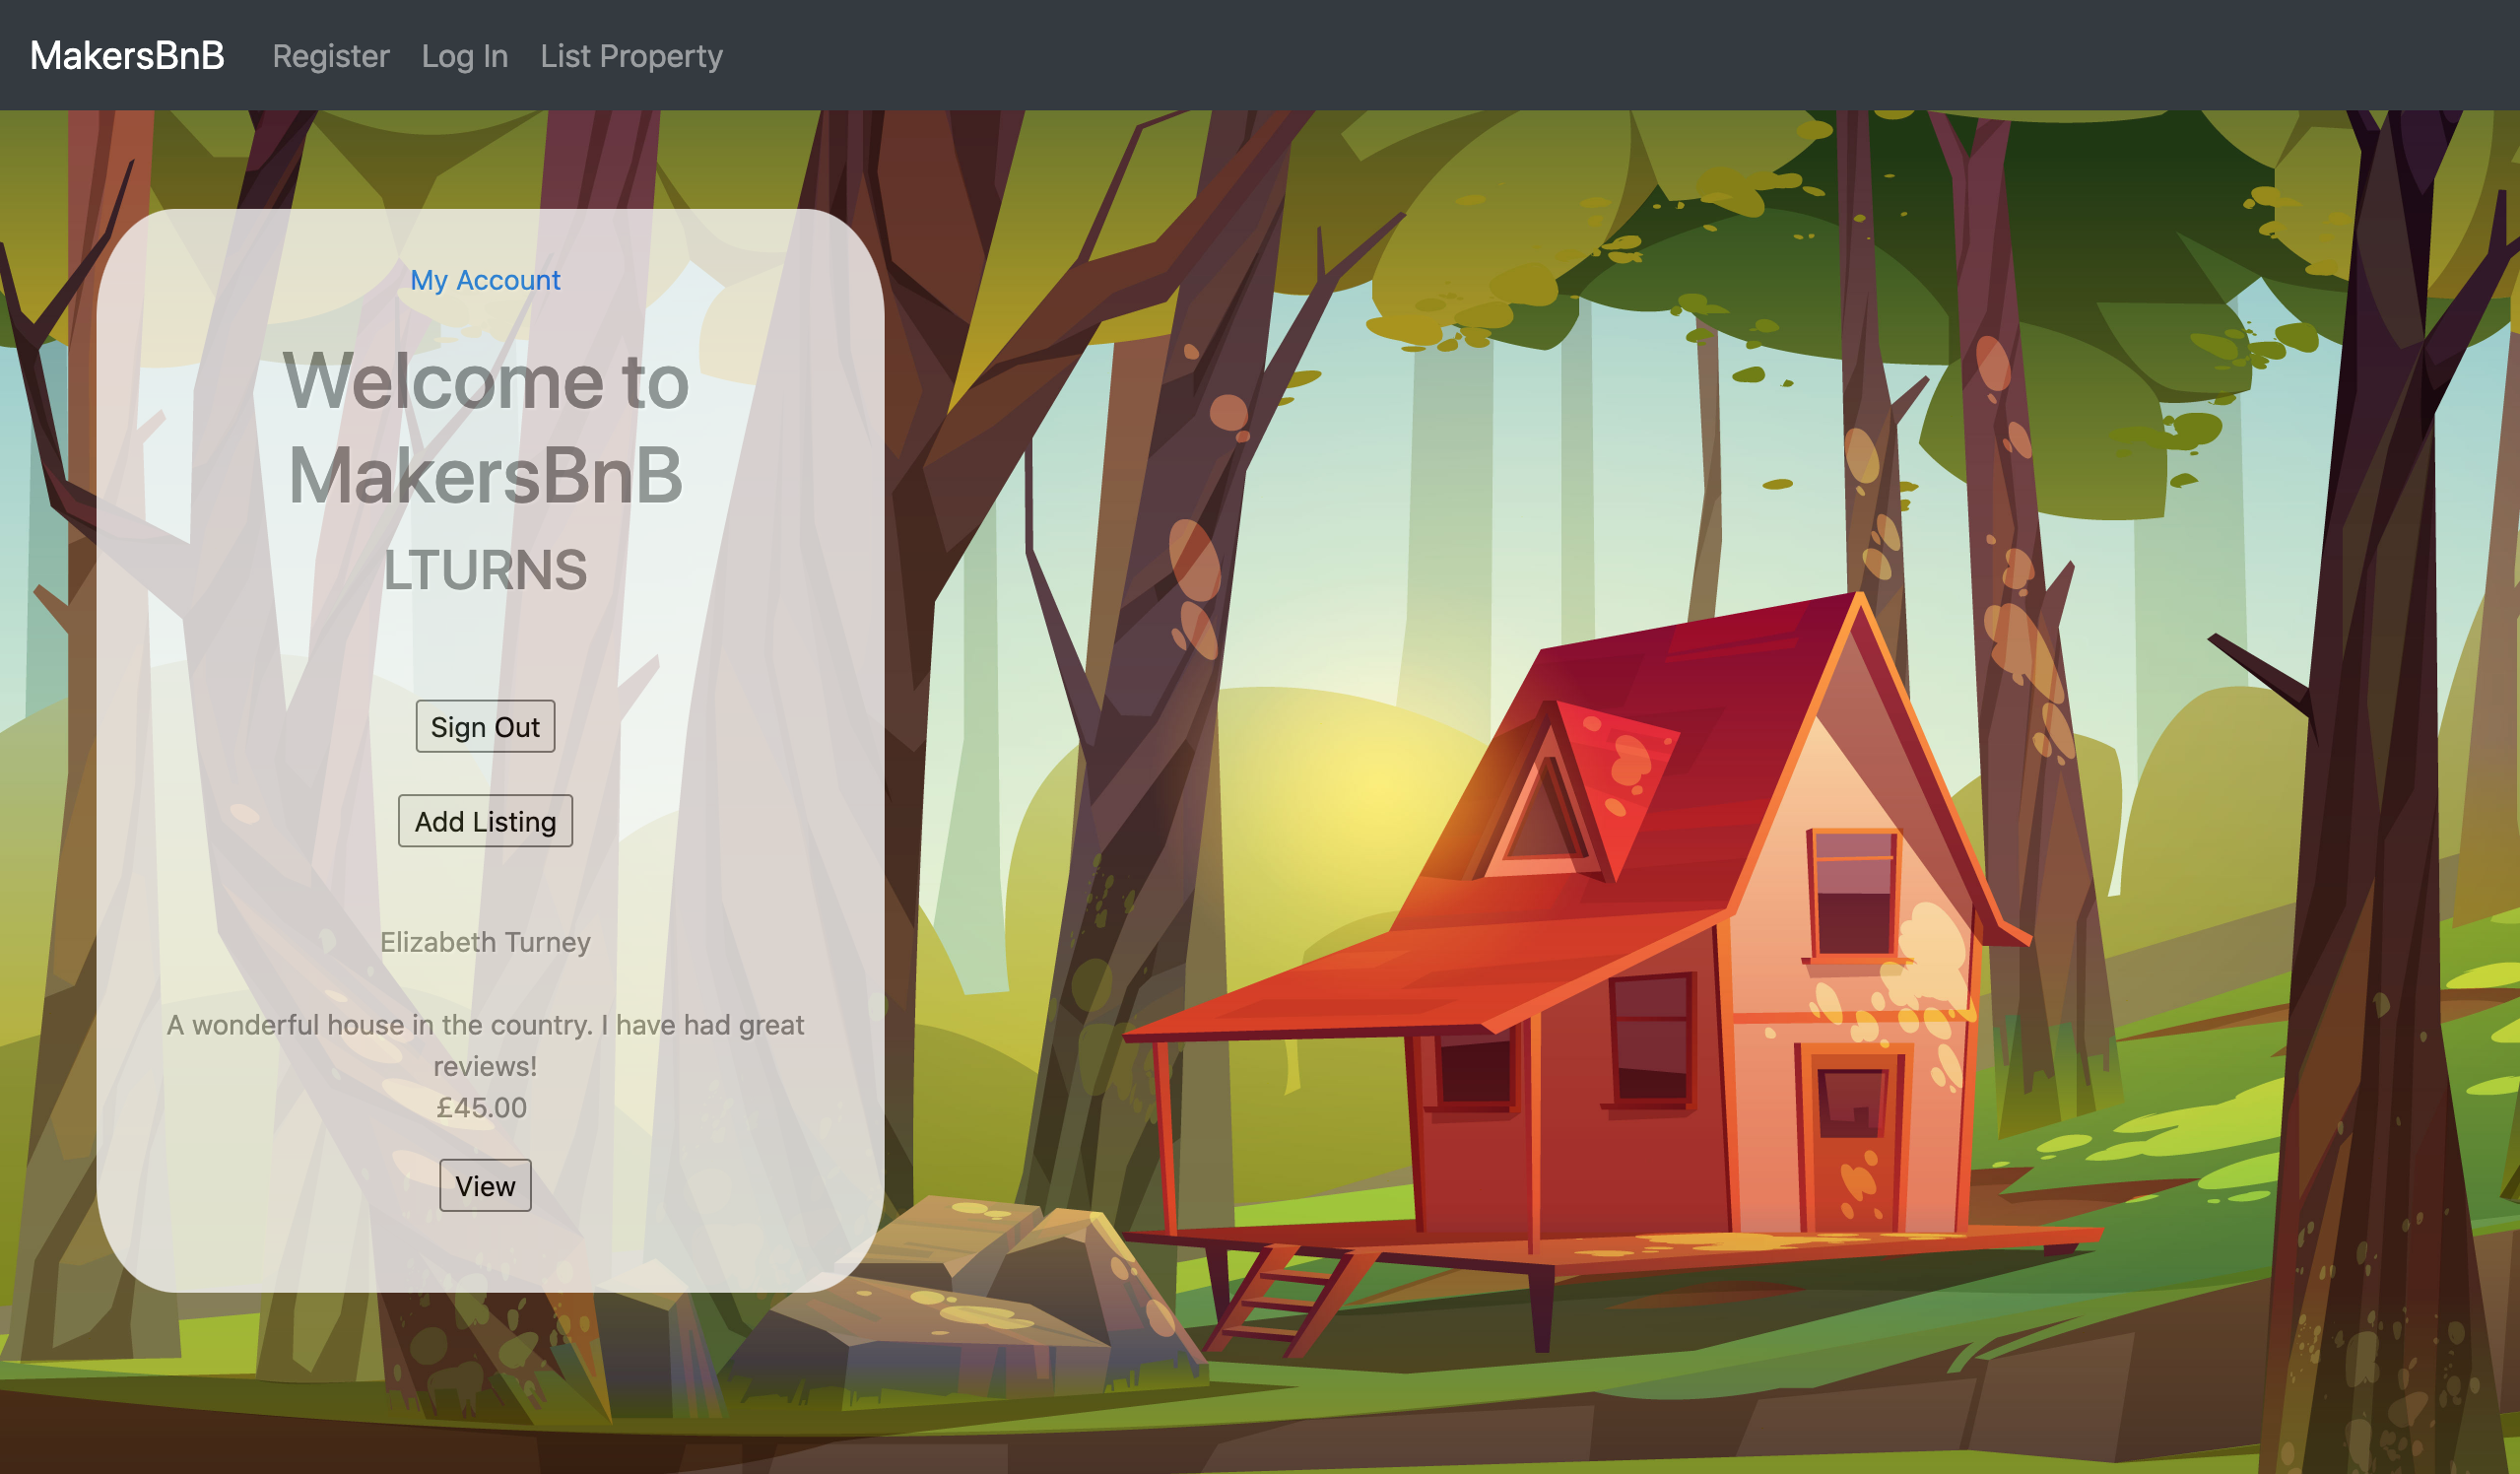 MakersBnB Register Log In List Property
My Account
Welcome to
MakersBnB
LTURNS
Sign Out
Add Listing
Elizabeth Turney
A wonderful house in the country. I have had great
reviews!
£45.00
View